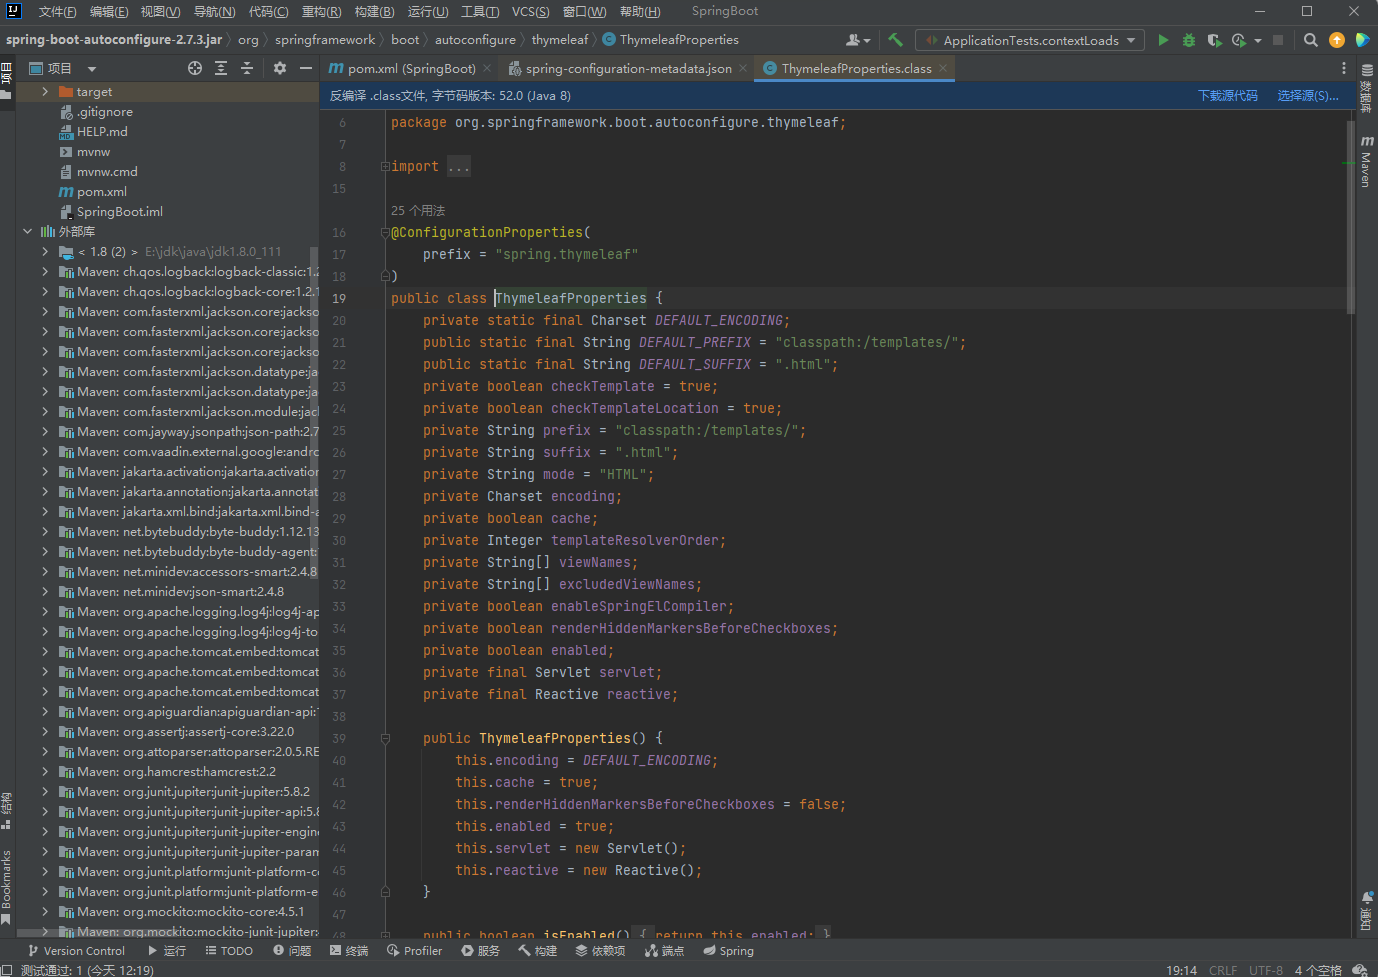 文件(F) 编辑(E) 视图(V) 导航(N) 代码(C) 重构(R) 构建(B) 运行(U) 工具(T) VCS(S) 窗口(W) 帮助(H) SpringBoot
spring-boot-autoconfigure-2.7.3.jar org springframework boot autoconfigure thymeleaf ThymeleafProperties
ApplicationTests.contextLoads
项目
项目
pom.xml (SpringBoot) spring-configuration-metadata.json ThymeleafProperties.class
反编译 .class文件, 字节码版本: 52.0 (Java 8) 下载源代码 选择源(S)...
target
.gitignore
HELP.md
mvnw
mvnw.cmd
pom.xml
SpringBoot.iml
外部库
< 1.8 (2) > E:\jdk\java\jdk1.8.0_111
Maven: ch.qos.logback:logback-classic:1.2
Maven: ch.qos.logback:logback-core:1.2.1
Maven: com.fasterxml.jackson.core:jackso
Maven: com.fasterxml.jackson.core:jackso
Maven: com.fasterxml.jackson.core:jackso
Maven: com.fasterxml.jackson.datatype:ja
Maven: com.fasterxml.jackson.datatype:ja
Maven: com.fasterxml.jackson.module:jac
Maven: com.jayway.jsonpath:json-path:2.7
Maven: com.vaadin.external.google:andro
Maven: jakarta.activation:jakarta.activation
Maven: jakarta.annotation:jakarta.annotat
Maven: jakarta.xml.bind:jakarta.xml.bind-a
Maven: net.bytebuddy:byte-buddy:1.12.13
Maven: net.bytebuddy:byte-buddy-agent:
Maven: net.minidev:accessors-smart:2.4.8
Maven: net.minidev:json-smart:2.4.8
Maven: org.apache.logging.log4j:log4j-ap
Maven: org.apache.logging.log4j:log4j-to
Maven: org.apache.tomcat.embed:tomcat
Maven: org.apache.tomcat.embed:tomcat
Maven: org.apache.tomcat.embed:tomcat
Maven: org.apiguardian:apiguardian-api:1
Maven: org.assertj:assertj-core:3.22.0
Maven: org.attoparser:attoparser:2.0.5.RE
Maven: org.hamcrest:hamcrest:2.2
Maven: org.junit.jupiter:junit-jupiter:5.8.2
Maven: org.junit.jupiter:junit-jupiter-api:5.8
Maven: org.junit.jupiter:junit-jupiter-engine
Maven: org.junit.jupiter:junit-jupiter-param
Maven: org.junit.platform:junit-platform-co
Maven: org.junit.platform:junit-platform-e
Maven: org.mockito:mockito-core:4.5.1
Maven: org.mockito:mockito-junit-jupiter:
6 package org.springframework.boot.autoconfigure.thymeleaf;
7
8 import ...
15
25 个用法
16 @ConfigurationProperties(
17 prefix = "spring.thymeleaf"
18 )
19 public class ThymeleafProperties {
20 private static final Charset DEFAULT_ENCODING;
21 public static final String DEFAULT_PREFIX = "classpath:/templates/";
22 public static final String DEFAULT_SUFFIX = ".html";
23 private boolean checkTemplate = true;
24 private boolean checkTemplateLocation = true;
25 private String prefix = "classpath:/templates/";
26 private String suffix = ".html";
27 private String mode = "HTML";
28 private Charset encoding;
29 private boolean cache;
30 private Integer templateResolverOrder;
31 private String[] viewNames;
32 private String[] excludedViewNames;
33 private boolean enableSpringElCompiler;
34 private boolean renderHiddenMarkersBeforeCheckboxes;
35 private boolean enabled;
36 private final Servlet servlet;
37 private final Reactive reactive;
38
39 public ThymeleafProperties() {
40 this.encoding = DEFAULT_ENCODING;
41 this.cache = true;
42 this.renderHiddenMarkersBeforeCheckboxes = false;
43 this.enabled = true;
44 this.servlet = new Servlet();
45 this.reactive = new Reactive();
46 }
47
48 public boolean isEnabled() { return this.enabled; }
数据库
Maven
通知
结构
Bookmarks
Version Control 运行 TODO 问题 终端 Profiler 服务 构建 依赖项 端点 Spring
测试通过: 1 (今天 12:19) 19:14 CRLF UTF-8 4 个空格